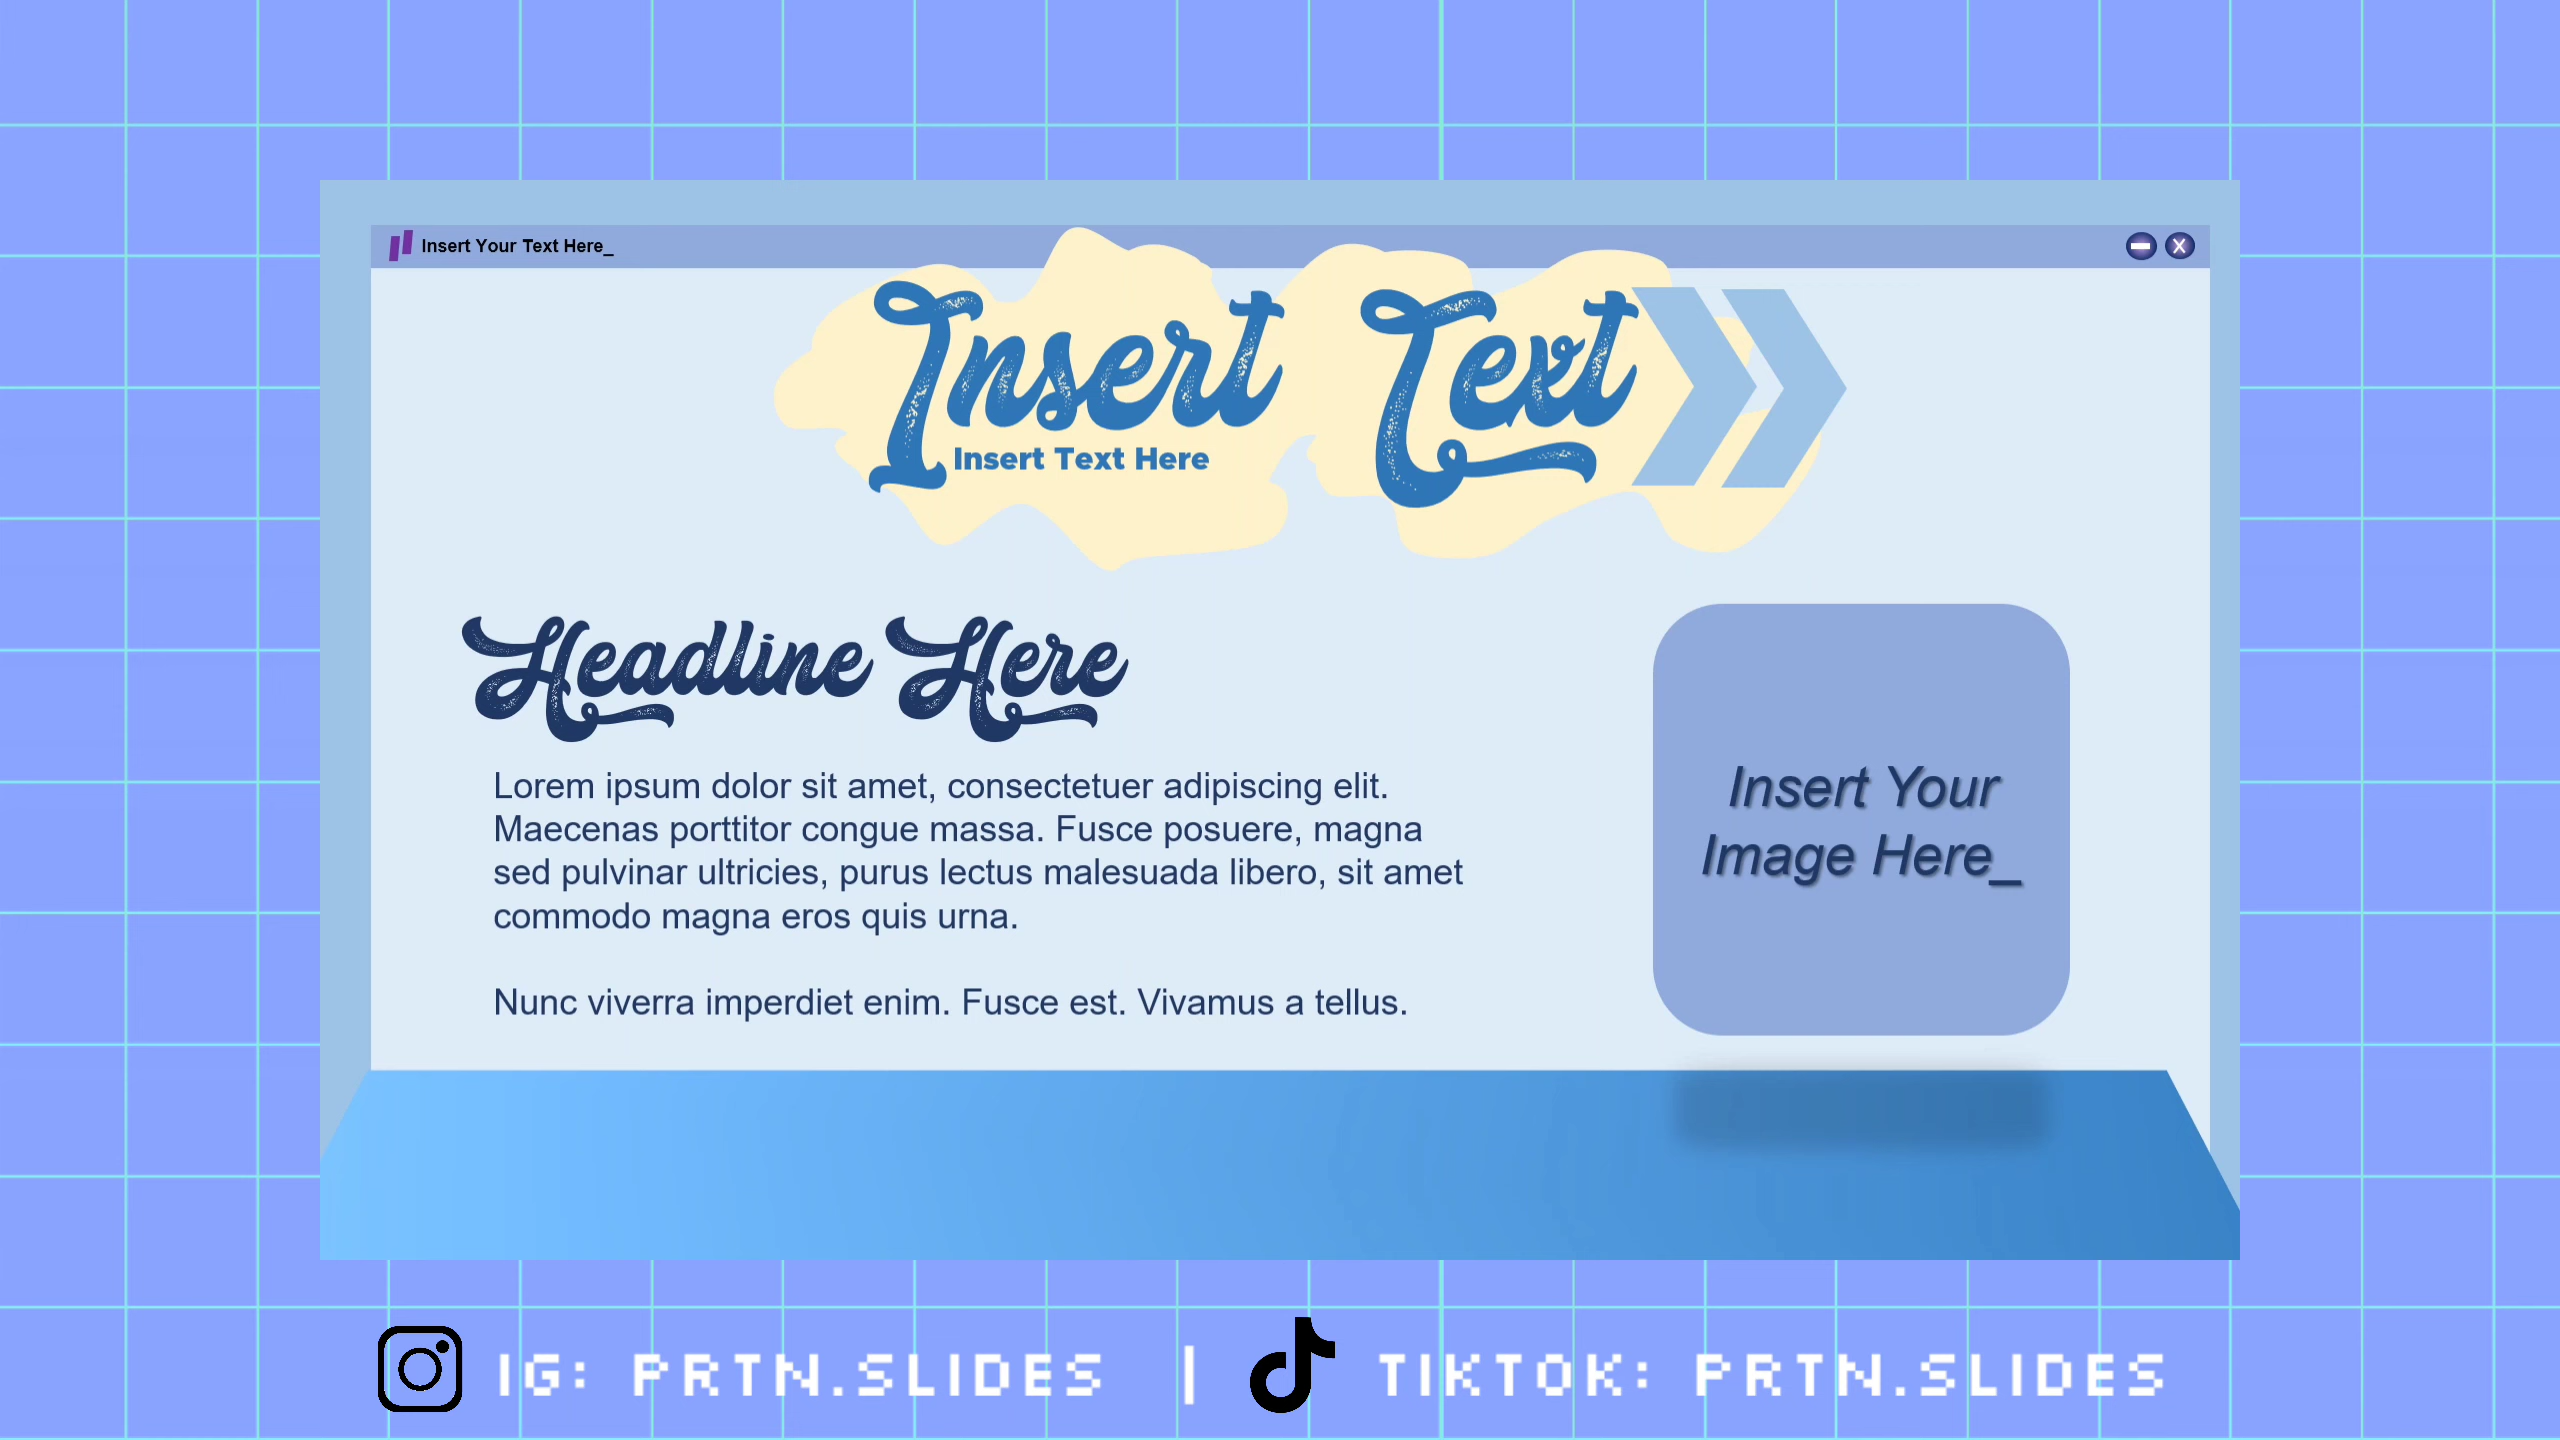 Insert Your Text Here_
X
Insert Text
Insert Text Here
Headline Here
Lorem ipsum dolor sit amet, consectetuer adipiscing elit.
Maecenas porttitor congue massa. Fusce posuere, magna
sed pulvinar ultricies, purus lectus malesuada libero, sit amet
commodo magna eros quis urna.
Nunc viverra imperdiet enim. Fusce est. Vivamus a tellus.
Insert Your
Image Here_
IG: PRTN.SLIDES | TIKTOK: PRTN.SLIDES